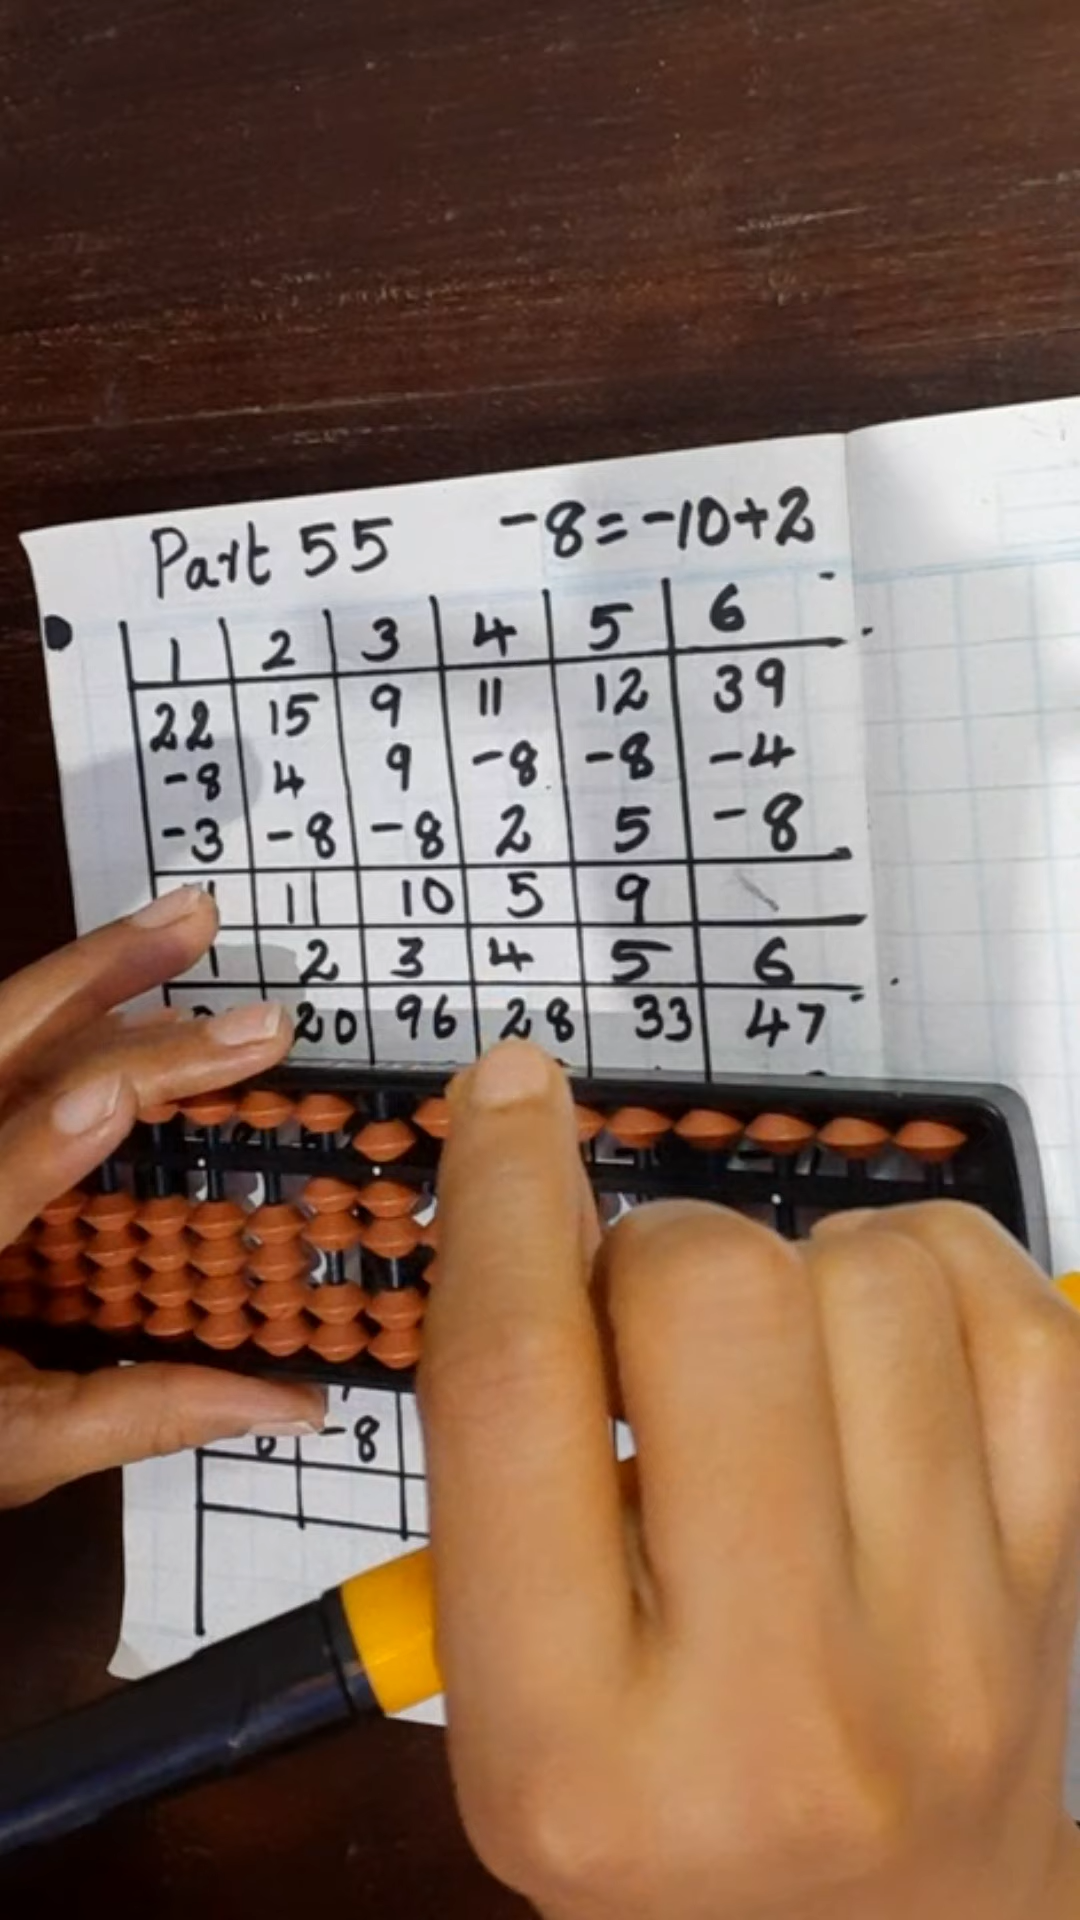 Part 55 -8=-10+2
1 2 3 4 5 6
22 15 9 11 12 39
-8 4 9 -8 -8 -4
-3 -8 -8 2 5 -8
11 10 5 9
1 2 3 4 5 6
20 96 28 33 47
-8